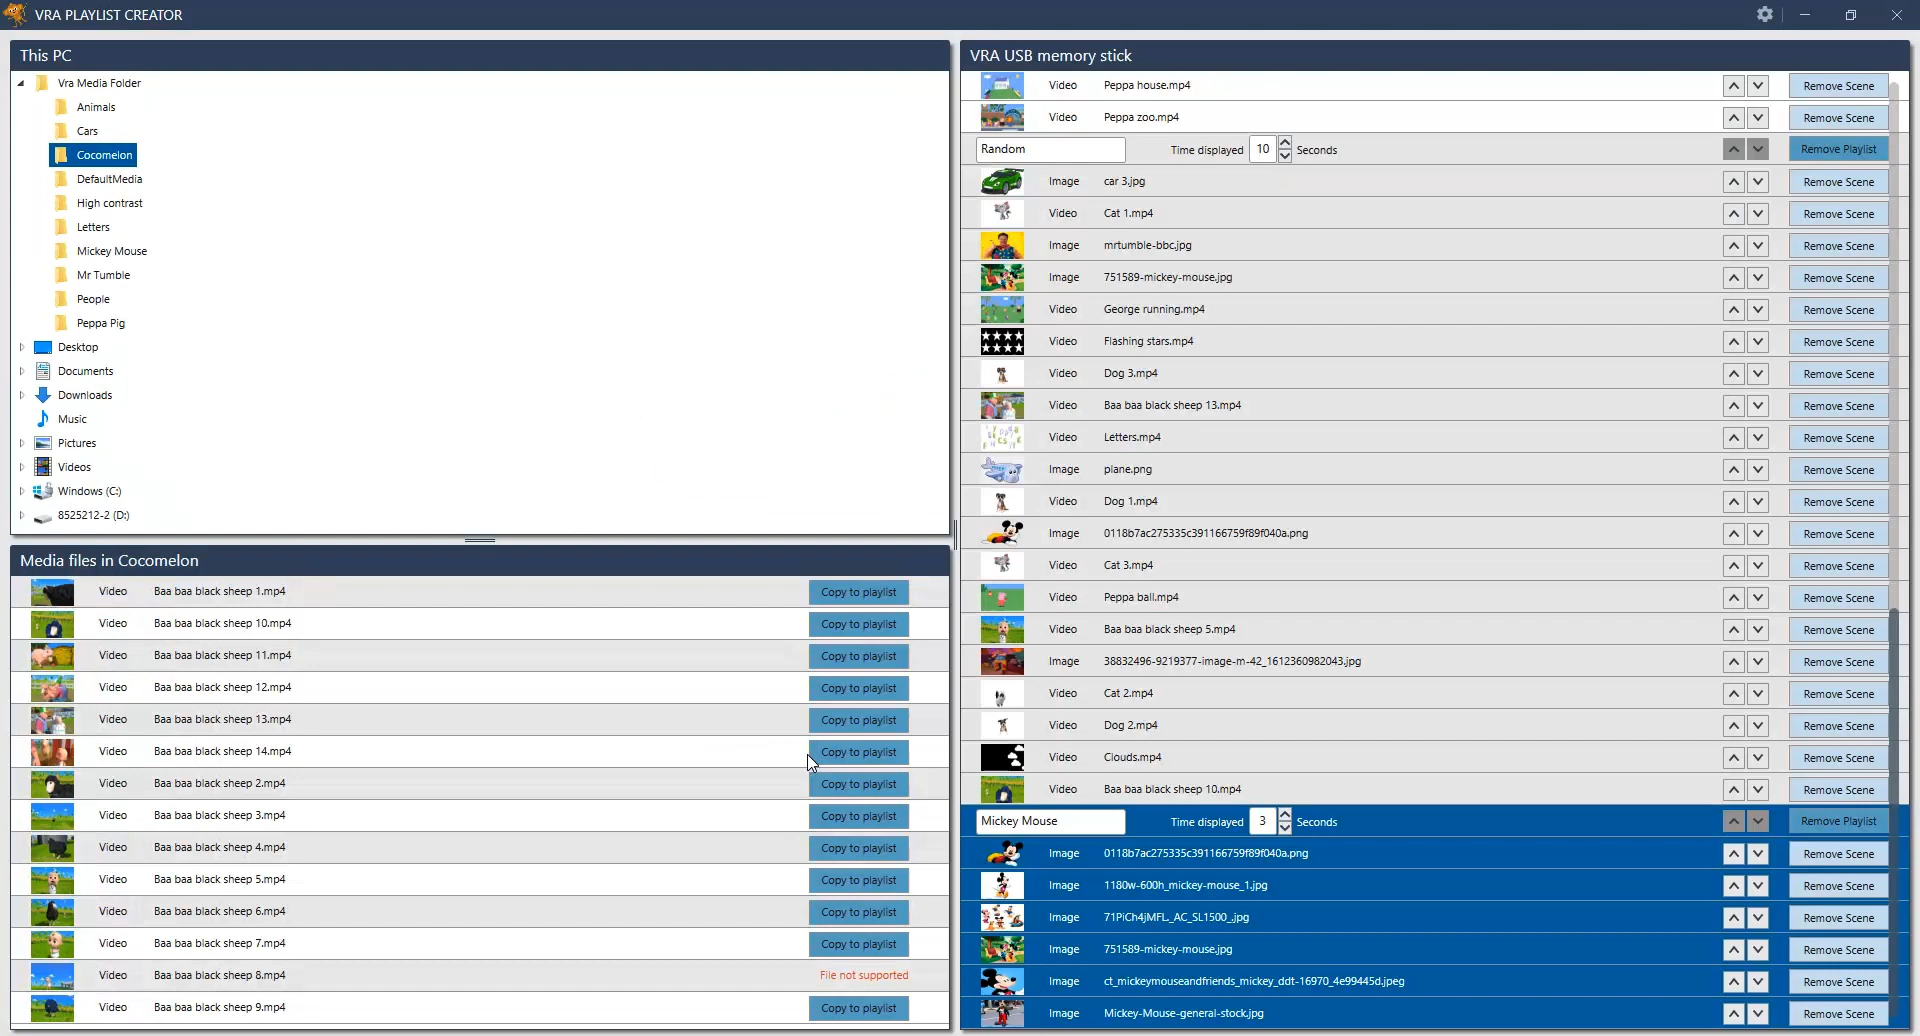 VRA PLAYLIST CREATOR
This PC
Vra Media Folder
Animals
Cars
Cocomelon
DefaultMedia
High contrast
Letters
Mickey Mouse
Mr Tumble
People
Peppa Pig
Desktop
Documents
Downloads
Music
Pictures
Videos
Windows (C:)
8525212-2 (D:)
Media files in Cocomelon
Video Baa baa black sheep 1.mp4 Copy to playlist
Video Baa baa black sheep 10.mp4 Copy to playlist
Video Baa baa black sheep 11.mp4 Copy to playlist
Video Baa baa black sheep 12.mp4 Copy to playlist
Video Baa baa black sheep 13.mp4 Copy to playlist
Video Baa baa black sheep 14.mp4 Copy to playlist
Video Baa baa black sheep 2.mp4 Copy to playlist
Video Baa baa black sheep 3.mp4 Copy to playlist
Video Baa baa black sheep 4.mp4 Copy to playlist
Video Baa baa black sheep 5.mp4 Copy to playlist
Video Baa baa black sheep 6.mp4 Copy to playlist
Video Baa baa black sheep 7.mp4 Copy to playlist
Video Baa baa black sheep 8.mp4 File not supported
Video Baa baa black sheep 9.mp4 Copy to playlist
VRA USB memory stick
Video Peppa house.mp4 Remove Scene
Video Peppa zoo.mp4 Remove Scene
Random Time displayed 10 Seconds Remove Playlist
Image car 3.jpg Remove Scene
Video Cat 1.mp4 Remove Scene
Image mrtumble-bbc.jpg Remove Scene
Image 751589-mickey-mouse.jpg Remove Scene
Video George running.mp4 Remove Scene
Video Flashing stars.mp4 Remove Scene
Video Dog 3.mp4 Remove Scene
Video Baa baa black sheep 13.mp4 Remove Scene
Video Letters.mp4 Remove Scene
Image plane.png Remove Scene
Video Dog 1.mp4 Remove Scene
Image 0118b7ac275335c391166759f89f040a.png Remove Scene
Video Cat 3.mp4 Remove Scene
Video Peppa ball.mp4 Remove Scene
Video Baa baa black sheep 5.mp4 Remove Scene
Image 38832496-9219377-image-m-42_1612360982043.jpg Remove Scene
Video Cat 2.mp4 Remove Scene
Video Dog 2.mp4 Remove Scene
Video Clouds.mp4 Remove Scene
Video Baa baa black sheep 10.mp4 Remove Scene
Mickey Mouse Time displayed 3 Seconds Remove Playlist
Image 0118b7ac275335c391166759f89f040a.png Remove Scene
Image 1180w-600h_mickey-mouse_1.jpg Remove Scene
Image 71PiCh4jMFL._AC_SL1500_.jpg Remove Scene
Image 751589-mickey-mouse.jpg Remove Scene
Image ct_mickeymouseandfriends_mickey_ddt-16970_4e99445d.jpeg Remove Scene
Image Mickey-Mouse-general-stock.jpg Remove Scene